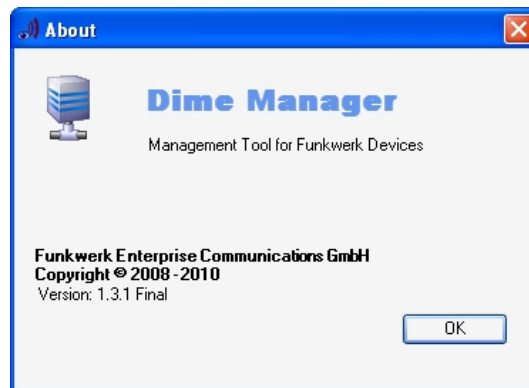 About
Dime Manager
Management Tool for Funkwerk Devices
Funkwerk Enterprise Communications GmbH
Copyright © 2008-2010
Version: 1.3.1 Final
OK